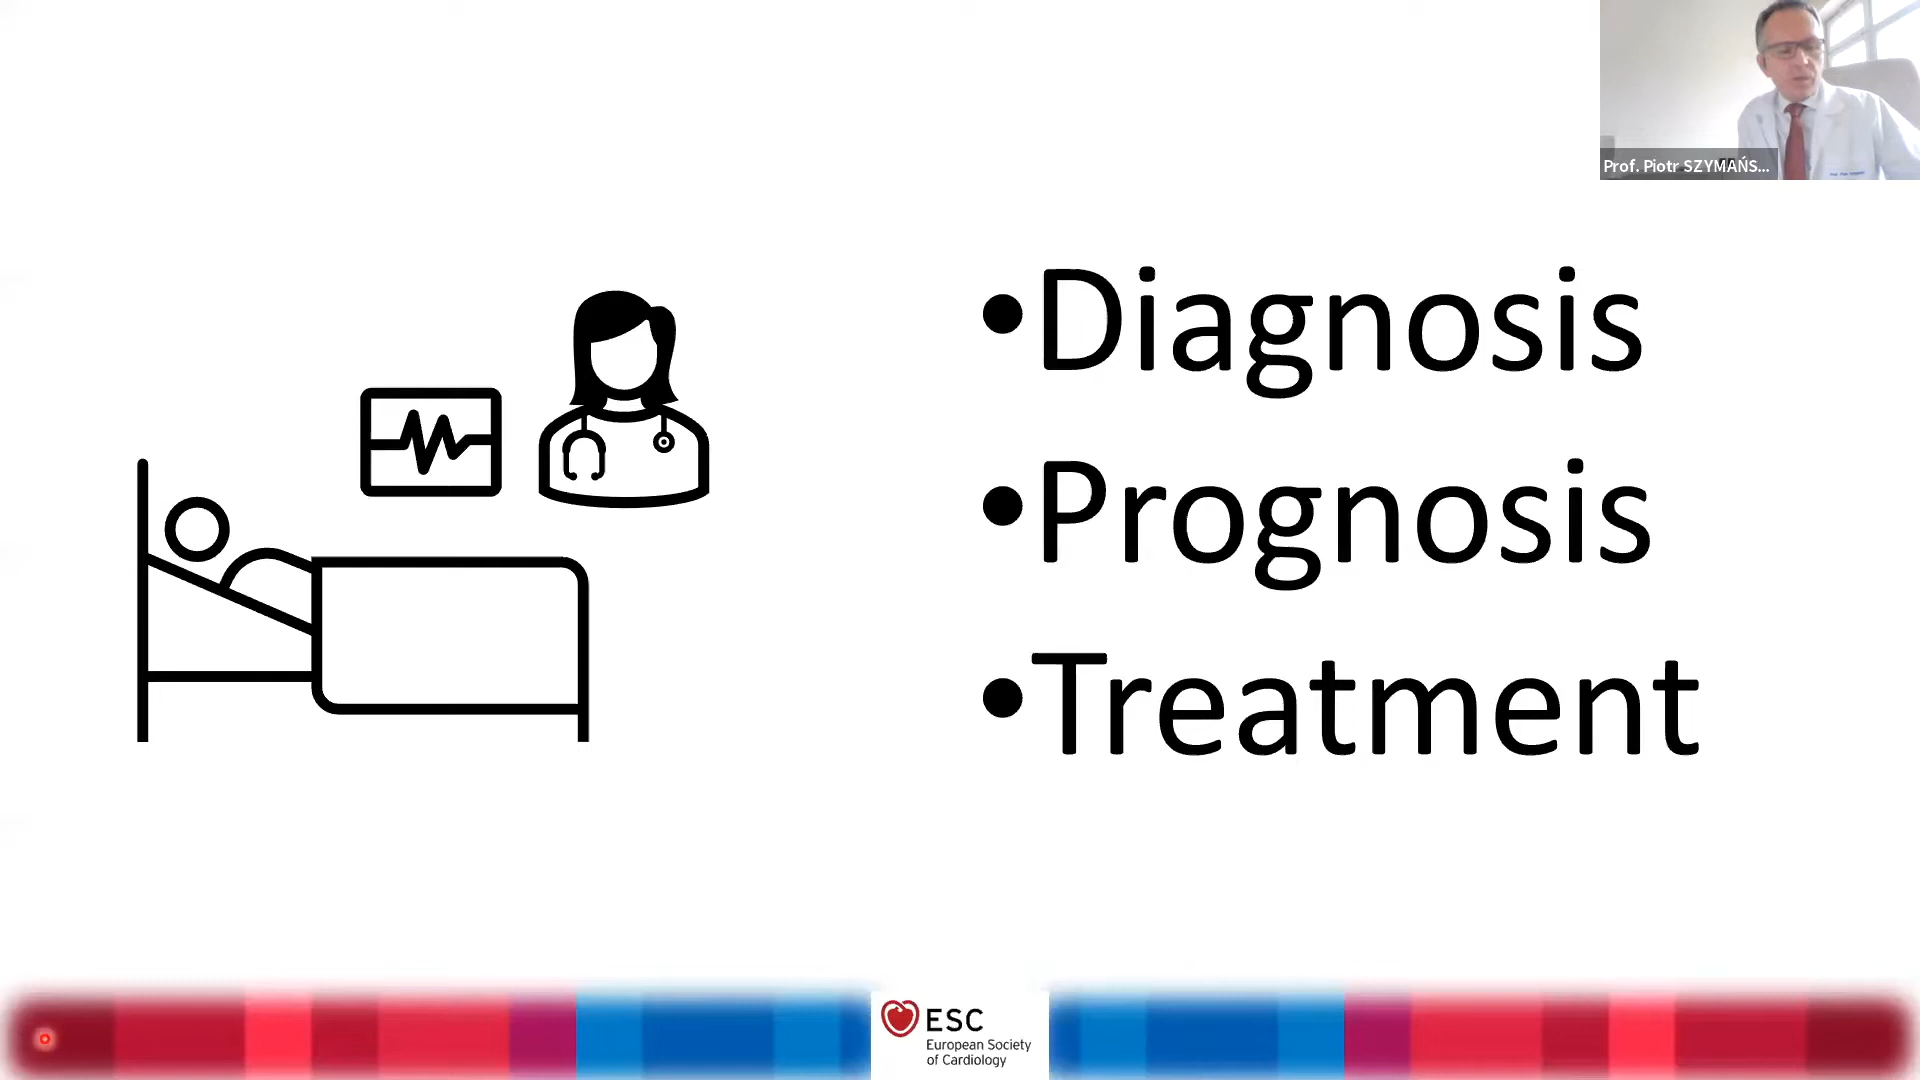 Prof. Piotr SZYMAŃS...
•Diagnosis
•Prognosis
•Treatment
ESC
European Society
of Cardiology